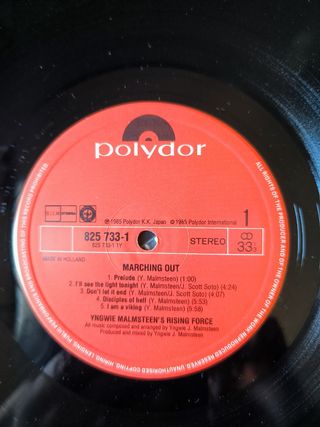 polydor
STEMRA
℗ 1985 Polydor K.K. Japan © 1985 Polydor International
1
825 733-1
825 733-1 1Y
STEREO
33
MADE IN HOLLAND
MARCHING OUT
1. Prelude (Y. Malmsteen) (1:00)
2. I'll see the light tonight (Y. Malmsteen/J. Scott Soto) (4:24)
3. Don't let it end (Y. Malmsteen/J. Scott Soto) (4:07)
4. Disciples of hell (Y. Malmsteen) (5:53)
5. I am a viking (Y. Malmsteen) (5:58)
YNGWIE MALMSTEEN'S RISING FORCE
All music composed and arranged by Yngwie J. Malmsteen
Produced and mixed by Yngwie J. Malmsteen
ALL RIGHTS OF THE PRODUCER AND OF THE OWNER OF THE WORK REPRODUCED RESERVED. UNAUTHORISED COPYING, HIRING, LENDING, PUBLIC PERFORMANCE AND BROADCASTING OF THIS RECORD PROHIBITED